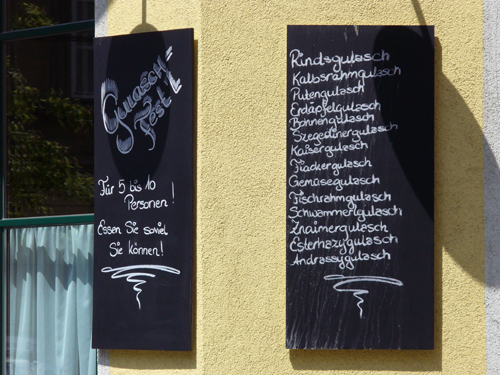 Gulasch
Fest!
Für 5 bis 10
Personen!
Essen Sie soviel
Sie können!
Rindsgulasch
Kalbsrahmgulasch
Putengulasch
Erdäpfelgulasch
Bohnengulasch
Szegedinergulasch
Kaisergulasch
Fiackergulasch
Gemüsegulasch
Fischrahmgulasch
Schwammerlgulasch
Znaimergulasch
Esterhazygulasch
Andrassygulasch